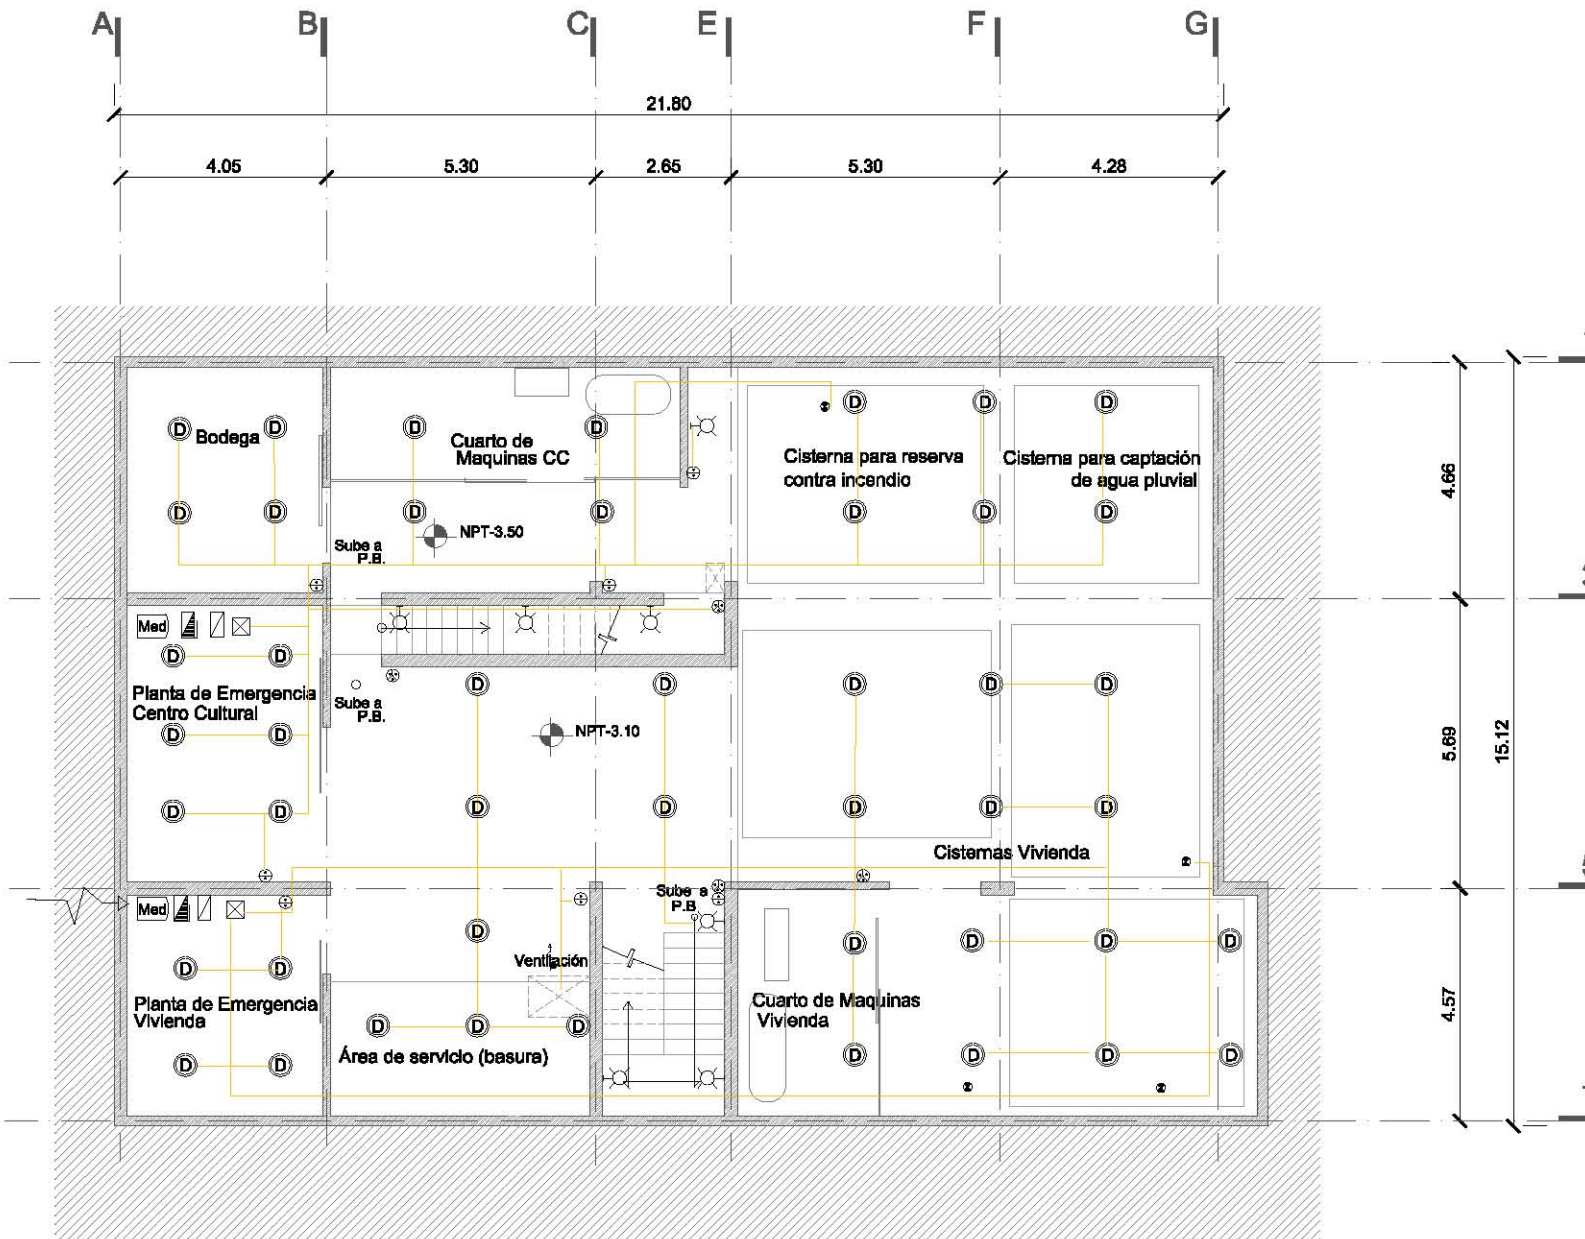 A B C E F G
21.80
4.05 5.30 2.65 5.30 4.28
D D D D D D D
Bodega
Cuarto de
Maquinas CC
Cisterna para reserva
contra incendio
Cisterna para captación
de agua pluvial
4.66
D D D D D D D
NPT-3.50
Sube a
P.B.
Med
D D
Planta de Emergencia
Centro Cultural
D D D D D
Sube a
P.B.
NPT-3.10
D D
5.69
15.12
D D D D D D D
Cisternas Vivienda
Sube a
P.B
Med
D D D D D
Ventilación
D D
Planta de Emergencia
Vivienda
Cuarto de Maquinas
Vivienda
4.57
D D D
Área de servicio (basura)
D D D D D D